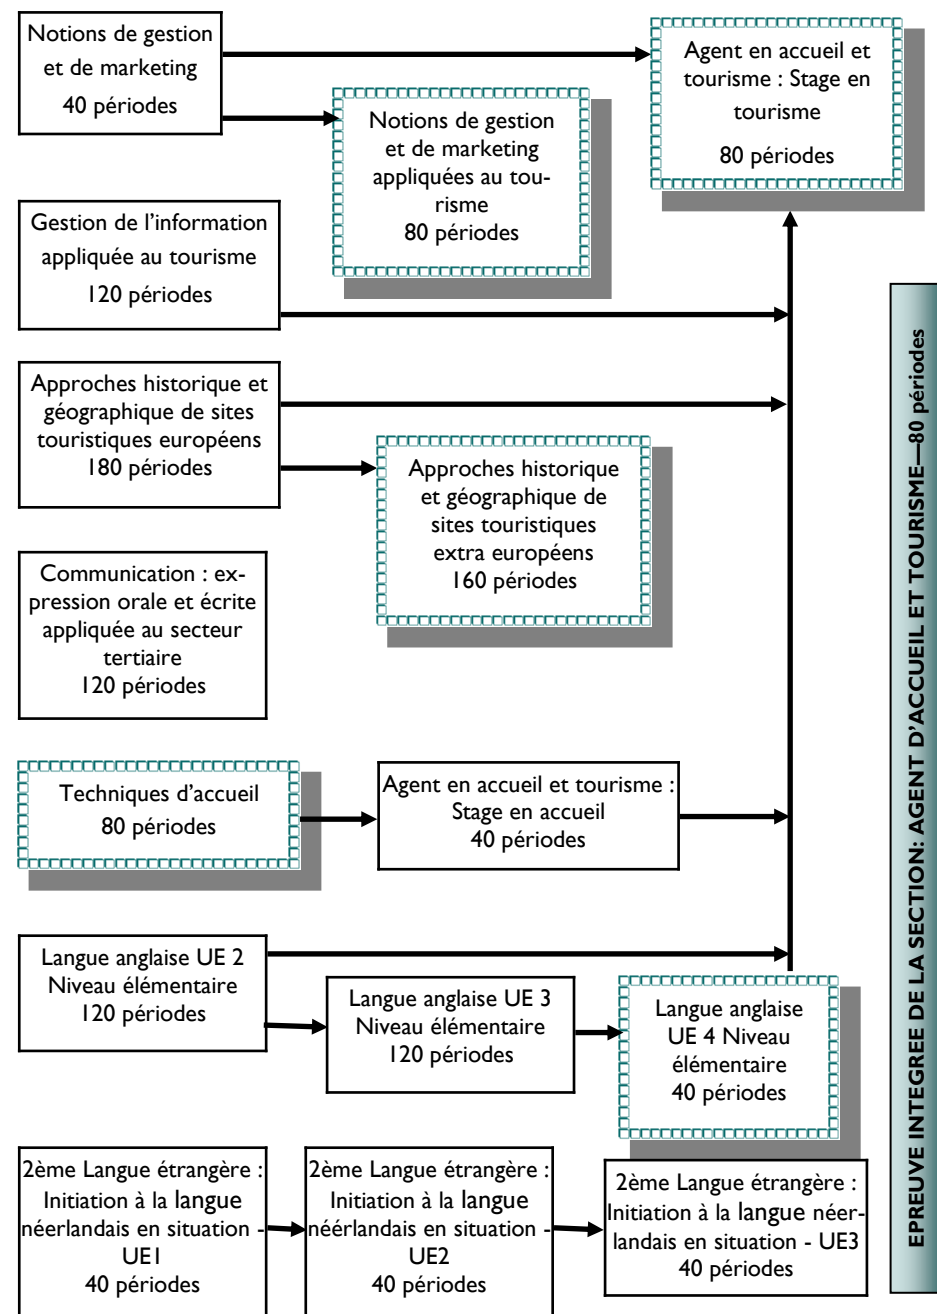 Notions de gestion
et de marketing
40 périodes
Agent en accueil et
tourisme : Stage en
tourisme
80 périodes
Notions de gestion
et de marketing
appliquées au tou-
risme
80 périodes
Gestion de l'information
appliquée au tourisme
120 périodes
Approches historique et
géographique de sites
touristiques européens
180 périodes
Approches historique
et géographique de
sites touristiques
extra européens
160 périodes
Communication : ex-
pression orale et écrite
appliquée au secteur
tertiaire
120 périodes
Techniques d'accueil
80 périodes
Agent en accueil et tourisme :
Stage en accueil
40 périodes
Langue anglaise UE 2
Niveau élémentaire
120 périodes
Langue anglaise UE 3
Niveau élémentaire
120 périodes
Langue anglaise
UE 4 Niveau
élémentaire
40 périodes
2ème Langue étrangère :
Initiation à la langue
néerlandais en situation -
UE1
40 périodes
2ème Langue étrangère :
Initiation à la langue
néérlandais en situation -
UE2
40 périodes
2ème Langue étrangère :
Initiation à la langue néer-
landais en situation - UE3
40 périodes
EPREUVE INTEGREE DE LA SECTION: AGENT D'ACCUEIL ET TOURISME—80 périodes